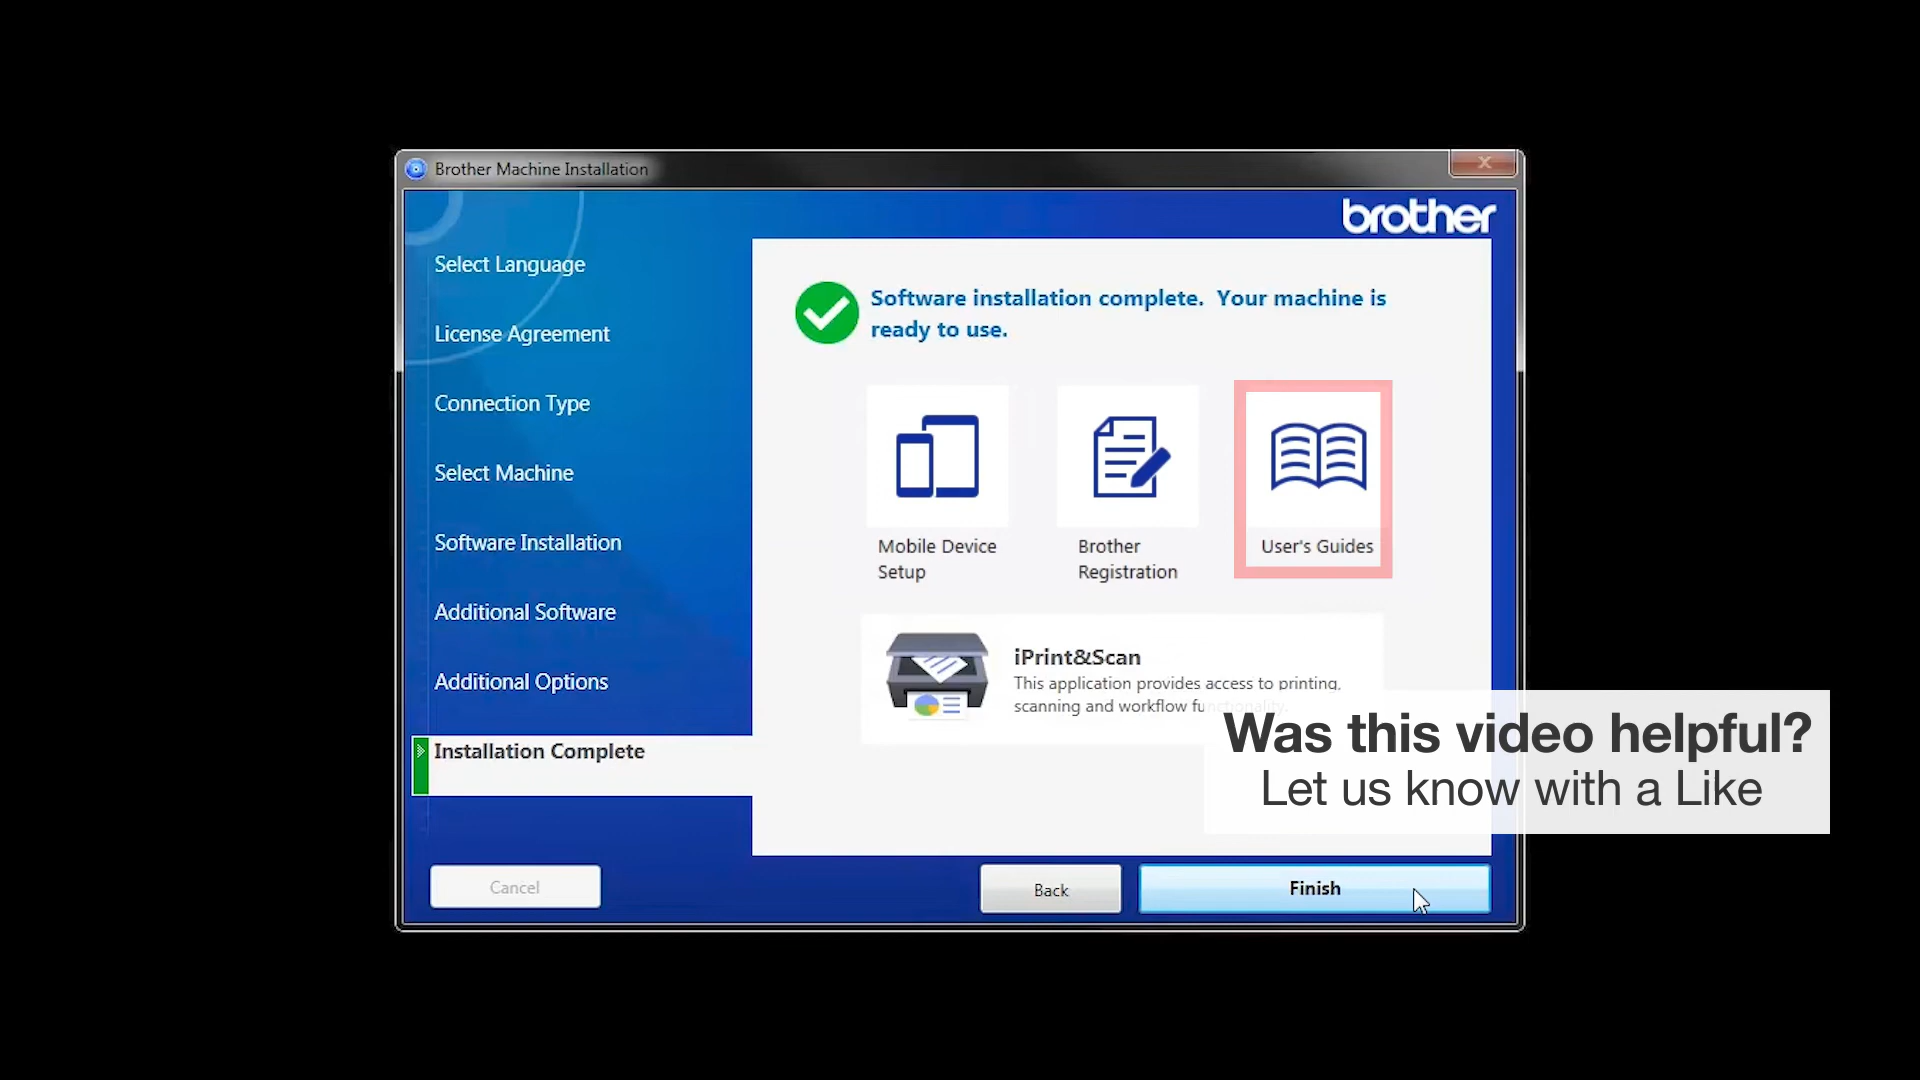 Brother Machine Installation
X
brother
Select Language
License Agreement
Connection Type
Select Machine
Software Installation
Additional Software
Additional Options
Installation Complete
Software installation complete. Your machine is
ready to use.
Mobile Device
Setup
Brother
Registration
User's Guides
iPrint&Scan
This application provides access to printing,
scanning and workflow functionality.
Was this video helpful?
Let us know with a Like
Cancel
Back
Finish